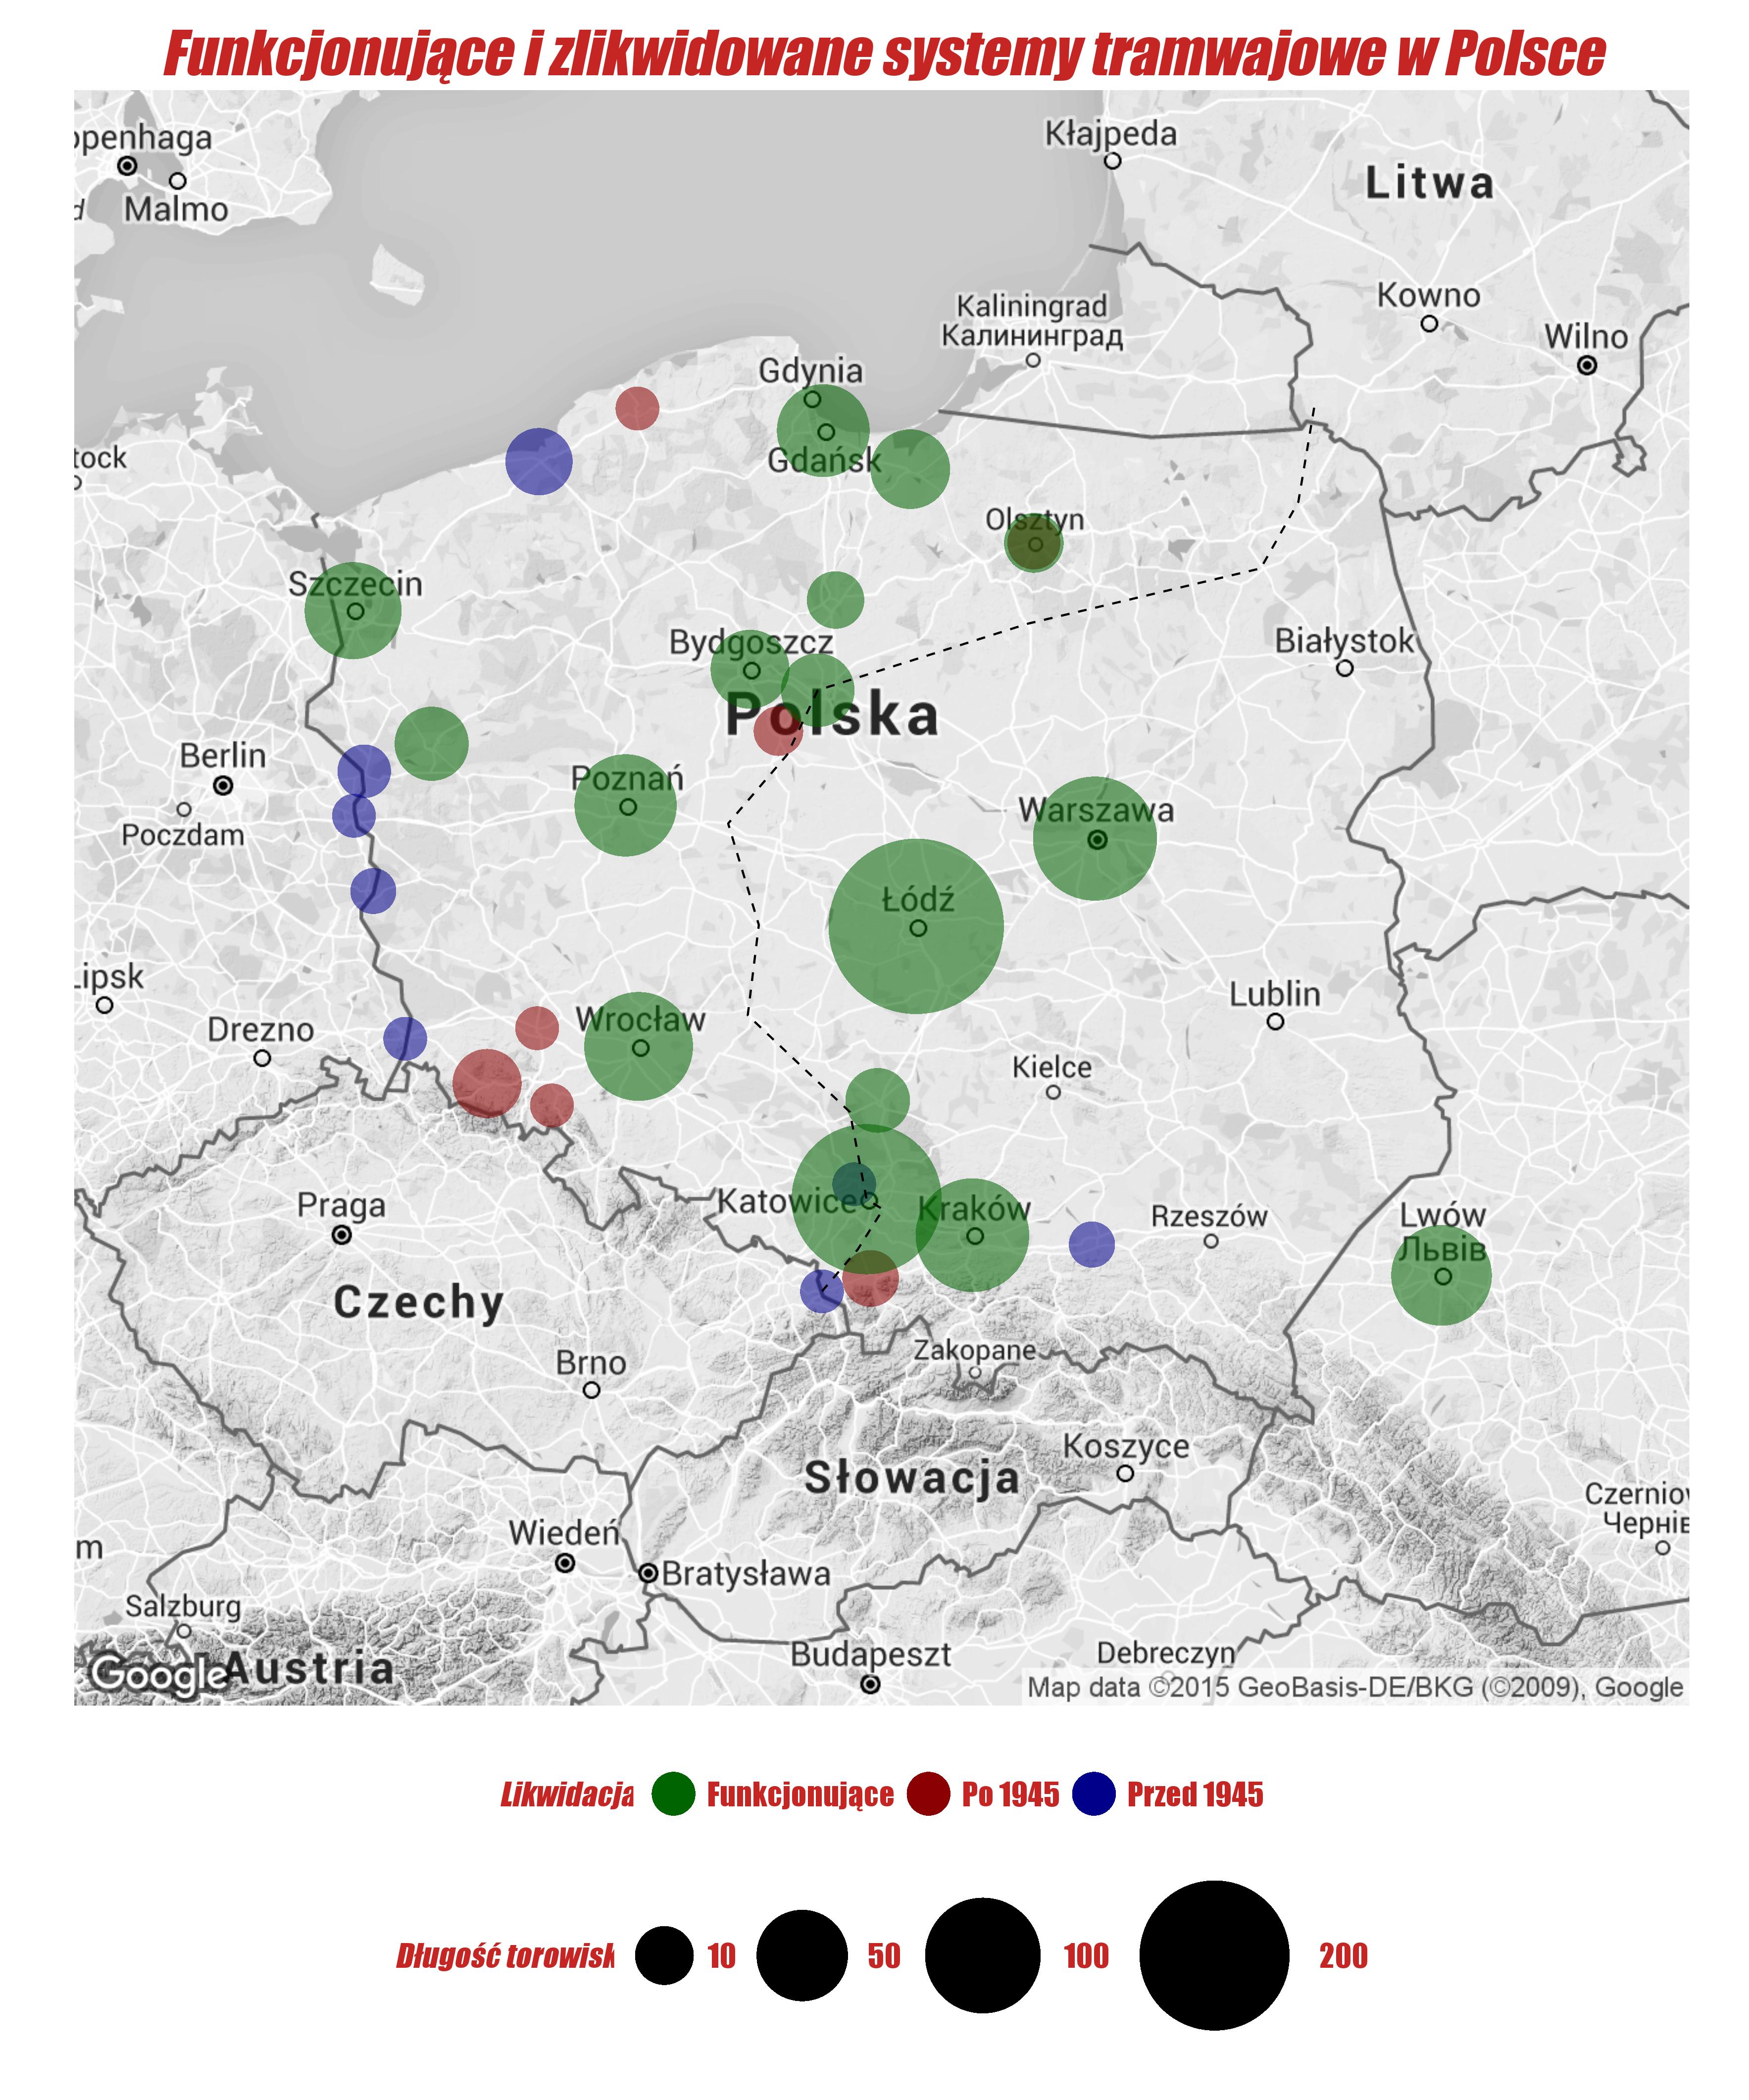 Funkcjonujące i zlikwidowane systemy tramwajowe w Polsce
openhaga
Malmo
d
Kłajpeda
Litwa
Kowno
Wilno
Kaliningrad
Калининград
Gdynia
Gdańsk
tock
Olsztyn
Szczecin
Bydgoszcz
Białystok
Polska
Berlin
Poczdam
Poznań
Warszawa
Łódź
Lipsk
Drezno
Wrocław
Lublin
Kielce
Praga
Katowice
Kraków
Rzeszów
Lwów
Львів
Czechy
Zakopane
Brno
Koszyce
Słowacja
Czerniow
Чернів
Wiedeń
m
Bratysława
Salzburg
Budapeszt
Debreczyn
Austria
Google
Map data ©2015 GeoBasis-DE/BKG (©2009), Google
Likwidacja Funkcjonujące Po 1945 Przed 1945
Długość torowisk 10 50 100 200